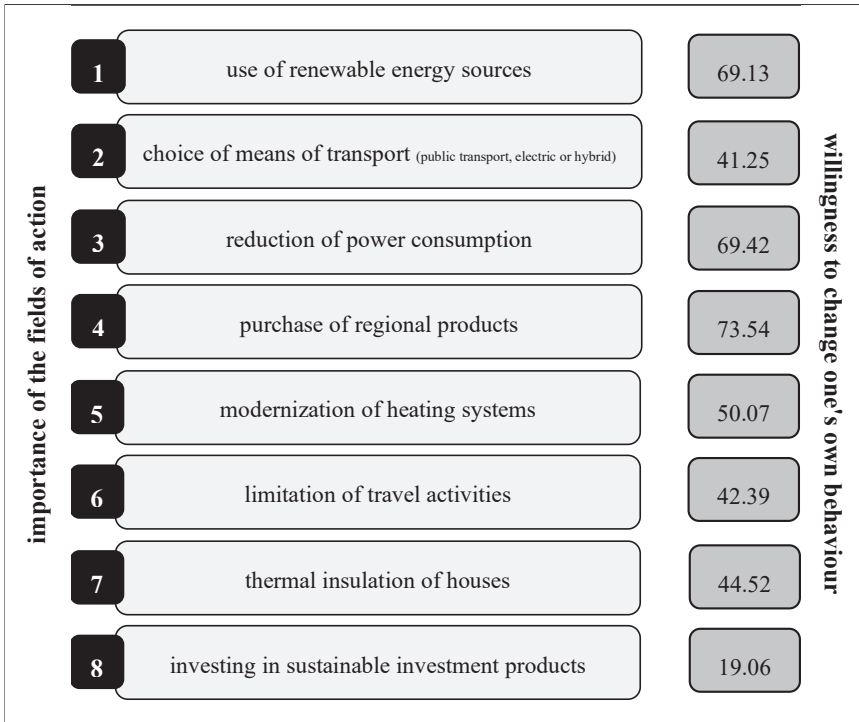 importance of the fields of action
willingness to change one's own behaviour
1 use of renewable energy sources 69.13
2 choice of means of transport (public transport, electric or hybrid) 41.25
3 reduction of power consumption 69.42
4 purchase of regional products 73.54
5 modernization of heating systems 50.07
6 limitation of travel activities 42.39
7 thermal insulation of houses 44.52
8 investing in sustainable investment products 19.06